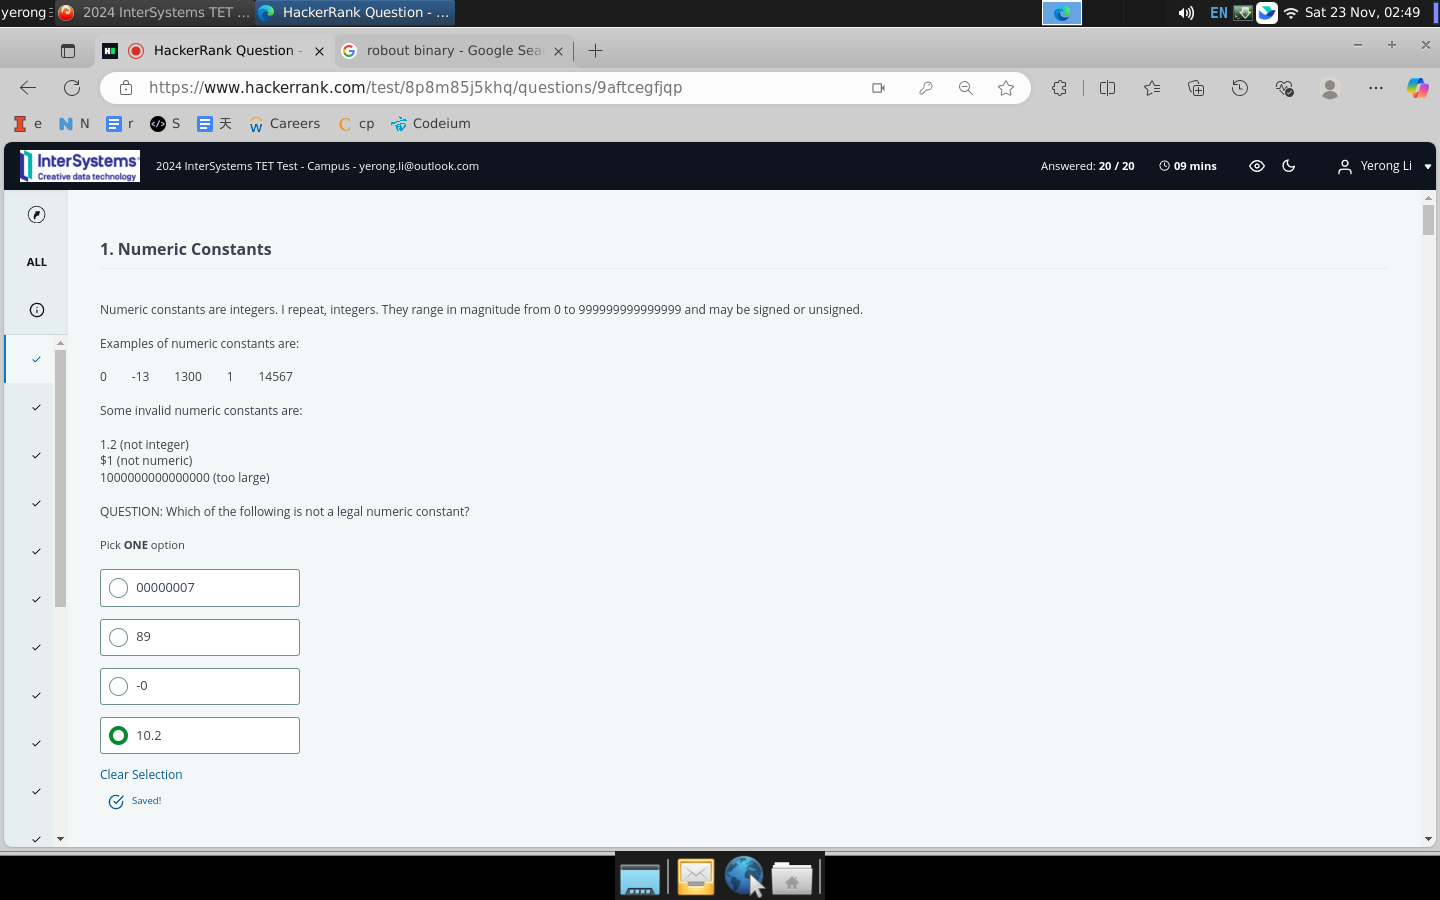 yerong
2024 InterSystems TET ...
HackerRank Question - ...
EN
Sat 23 Nov, 02:49
HackerRank Question -
robout binary - Google Sea
https://www.hackerrank.com/test/8p8m85j5khq/questions/9aftcegfjqp
e
N
r
S
天
Careers
cp
Codeium
InterSystems
Creative data technology
2024 InterSystems TET Test - Campus - yerong.li@outlook.com
Answered: 20 / 20
09 mins
Yerong Li
ALL
1. Numeric Constants
Numeric constants are integers. I repeat, integers. They range in magnitude from 0 to 999999999999999 and may be signed or unsigned.
Examples of numeric constants are:
0 -13 1300 1 14567
Some invalid numeric constants are:
1.2 (not integer)
$1 (not numeric)
1000000000000000 (too large)
QUESTION: Which of the following is not a legal numeric constant?
Pick ONE option
00000007
89
-0
10.2
Clear Selection
Saved!